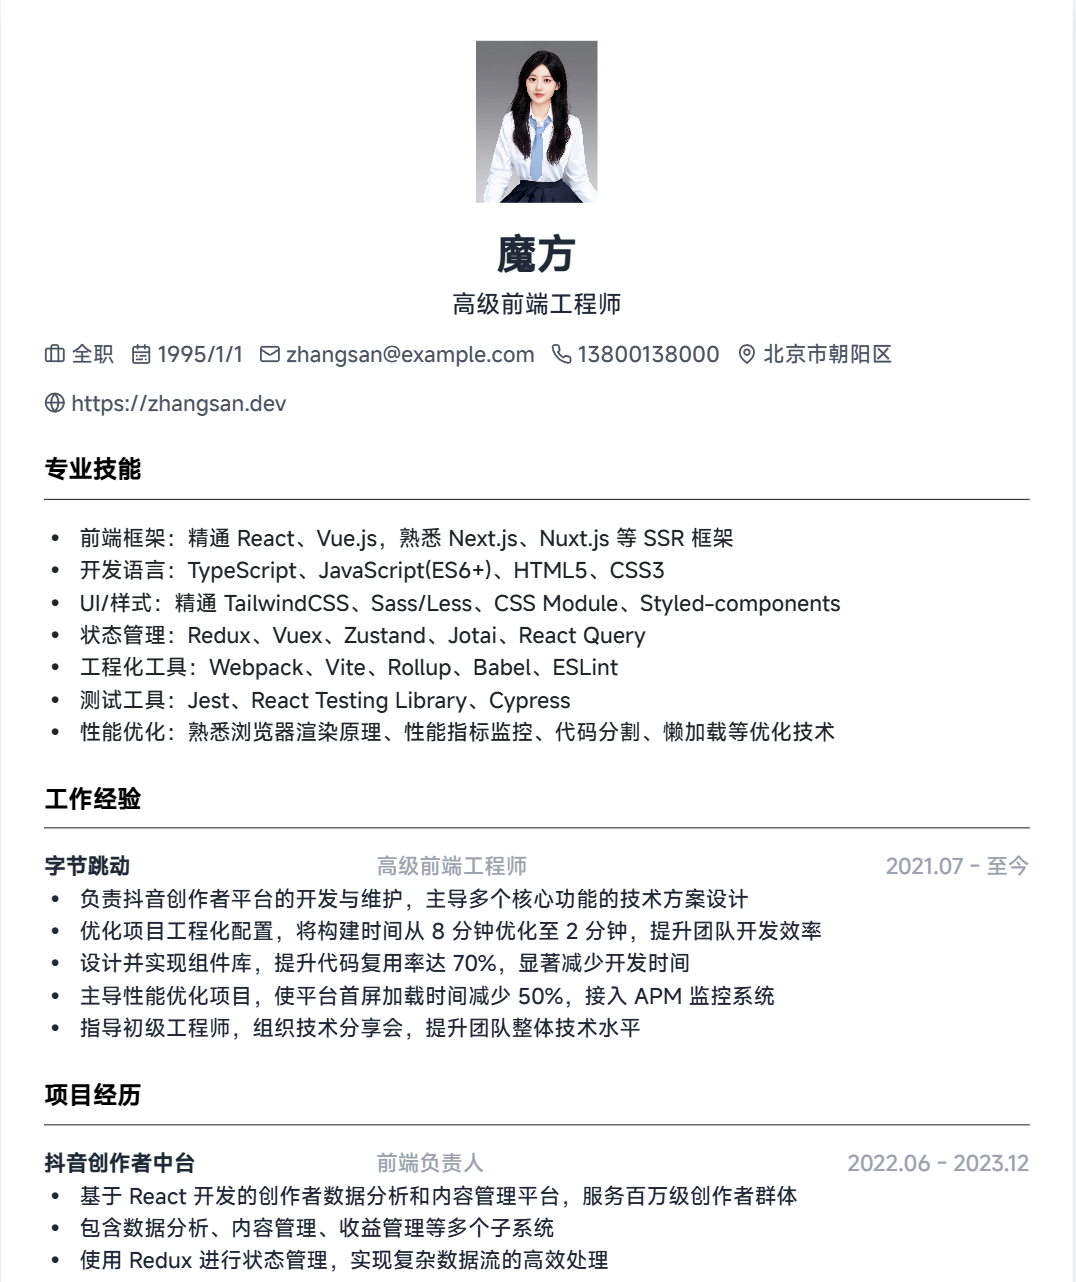 魔方
高级前端工程师
全职 1995/1/1 zhangsan@example.com 13800138000 北京市朝阳区
https://zhangsan.dev
专业技能
• 前端框架：精通 React、Vue.js，熟悉 Next.js、Nuxt.js 等 SSR 框架
• 开发语言：TypeScript、JavaScript(ES6+)、HTML5、CSS3
• UI/样式：精通 TailwindCSS、Sass/Less、CSS Module、Styled-components
• 状态管理：Redux、Vuex、Zustand、Jotai、React Query
• 工程化工具：Webpack、Vite、Rollup、Babel、ESLint
• 测试工具：Jest、React Testing Library、Cypress
• 性能优化：熟悉浏览器渲染原理、性能指标监控、代码分割、懒加载等优化技术
工作经验
字节跳动 高级前端工程师 2021.07 - 至今
• 负责抖音创作者平台的开发与维护，主导多个核心功能的技术方案设计
• 优化项目工程化配置，将构建时间从 8 分钟优化至 2 分钟，提升团队开发效率
• 设计并实现组件库，提升代码复用率达 70%，显著减少开发时间
• 主导性能优化项目，使平台首屏加载时间减少 50%，接入 APM 监控系统
• 指导初级工程师，组织技术分享会，提升团队整体技术水平
项目经历
抖音创作者中台 前端负责人 2022.06 - 2023.12
• 基于 React 开发的创作者数据分析和内容管理平台，服务百万级创作者群体
• 包含数据分析、内容管理、收益管理等多个子系统
• 使用 Redux 进行状态管理，实现复杂数据流的高效处理